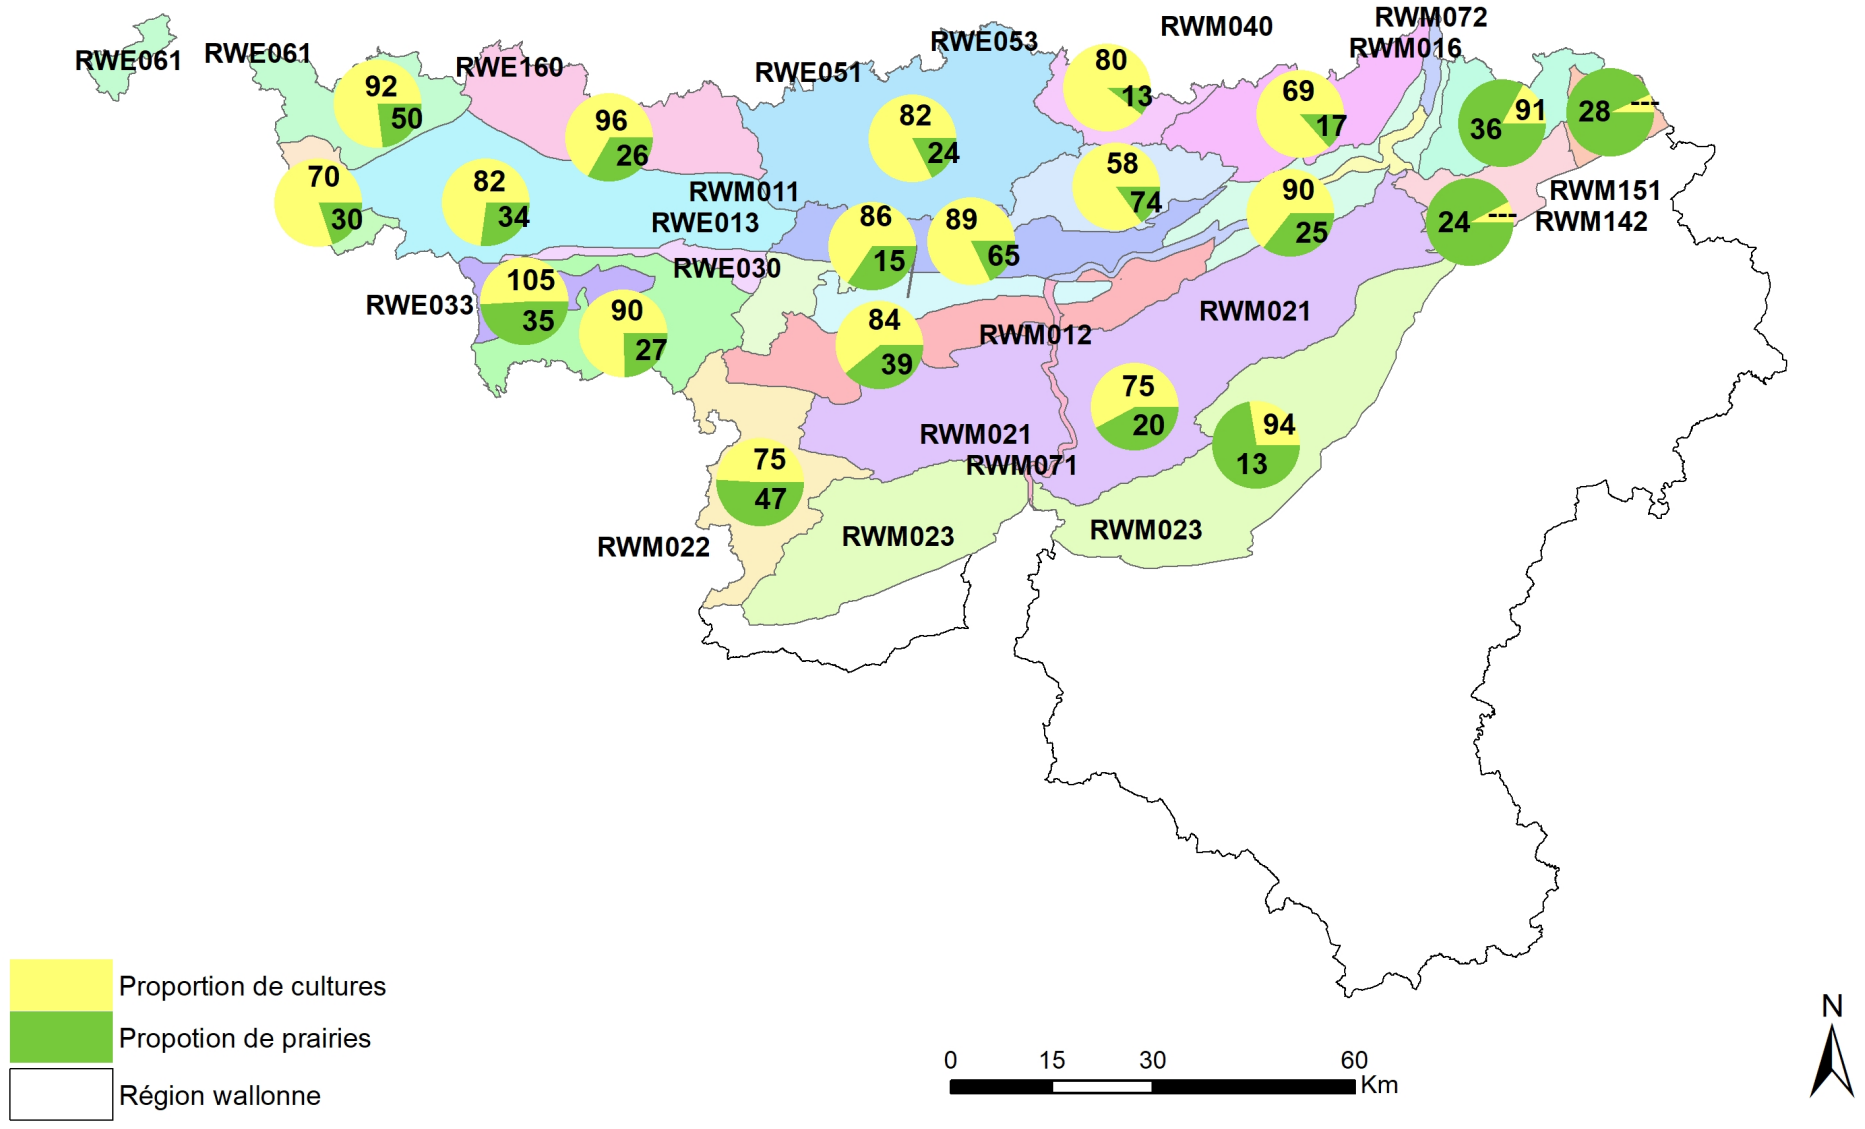 RWM072
RWM040
RWE053
RWM016
RWE061
RWE061
RWE160
RWE051
80
13
92
50
69
17
91
36
28
---
96
26
82
24
58
74
70
30
82
34
RWM011
RWE013
90
25
RWM151
RWM142
24
---
86
15
89
65
RWE030
105
35
RWE033
90
27
RWM021
84
39
RWM012
75
20
RWM021
94
13
RWM071
75
47
RWM022
RWM023
RWM023
Proportion de cultures
Propotion de prairies
Région wallonne
0 15 30 60
Km
N